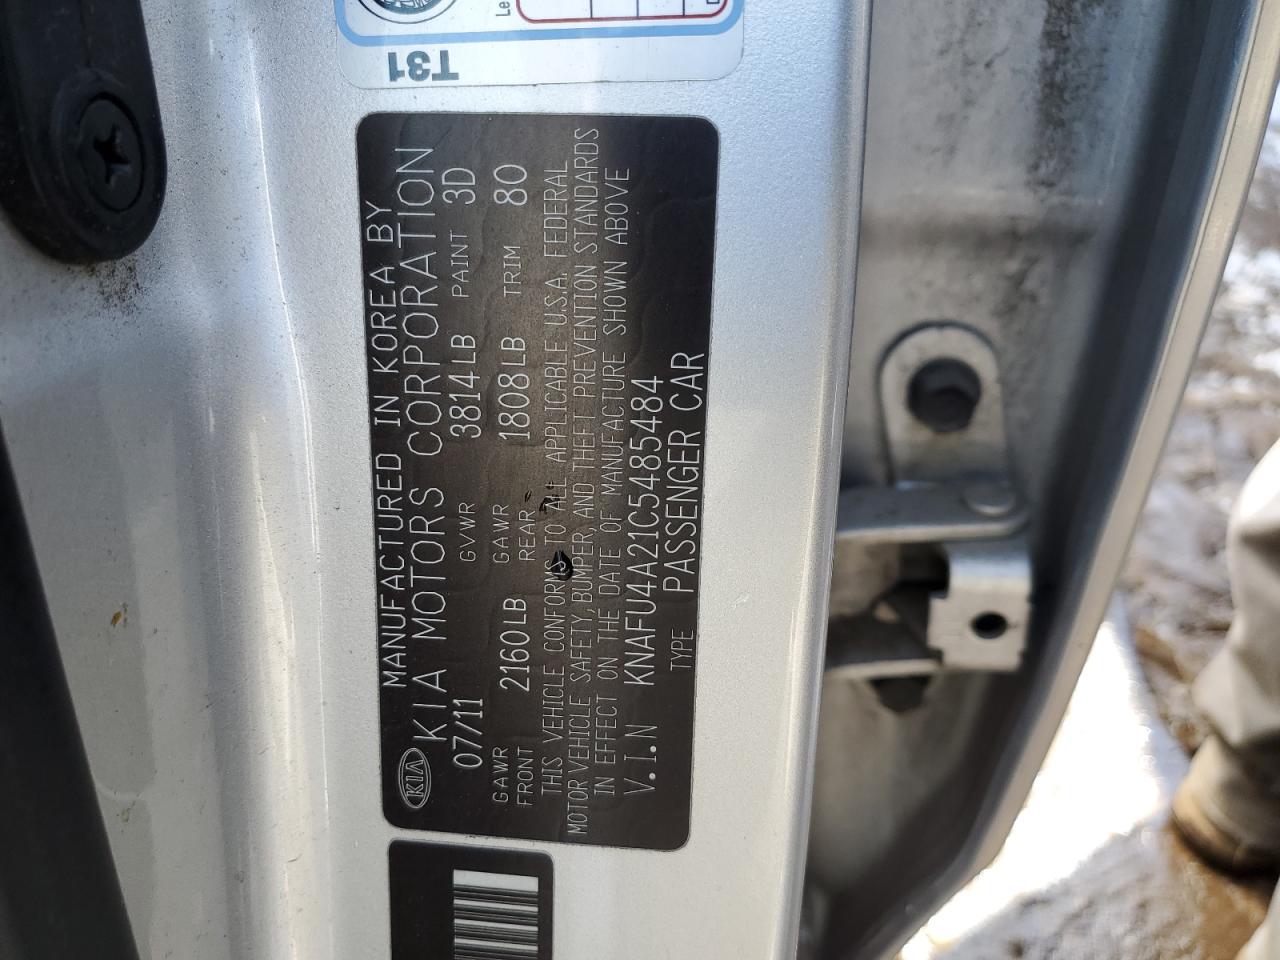 T31
Le
MANUFACTURED IN KOREA BY
KIA KIA MOTORS CORPORATION
07/11 GVWR 3814LB PAINT 3D
GAWR FRONT 2160LB GAWR REAR 1808LB TRIM 80
THIS VEHICLE CONFORMS TO ALL APPLICABLE U.S.A. FEDERAL
MOTOR VEHICLE SAFETY, BUMPER, AND THEFT PREVENTION STANDARDS
IN EFFECT ON THE DATE OF MANUFACTURE SHOWN ABOVE
V.I.N KNAFU4A21C5485484
TYPE PASSENGER CAR